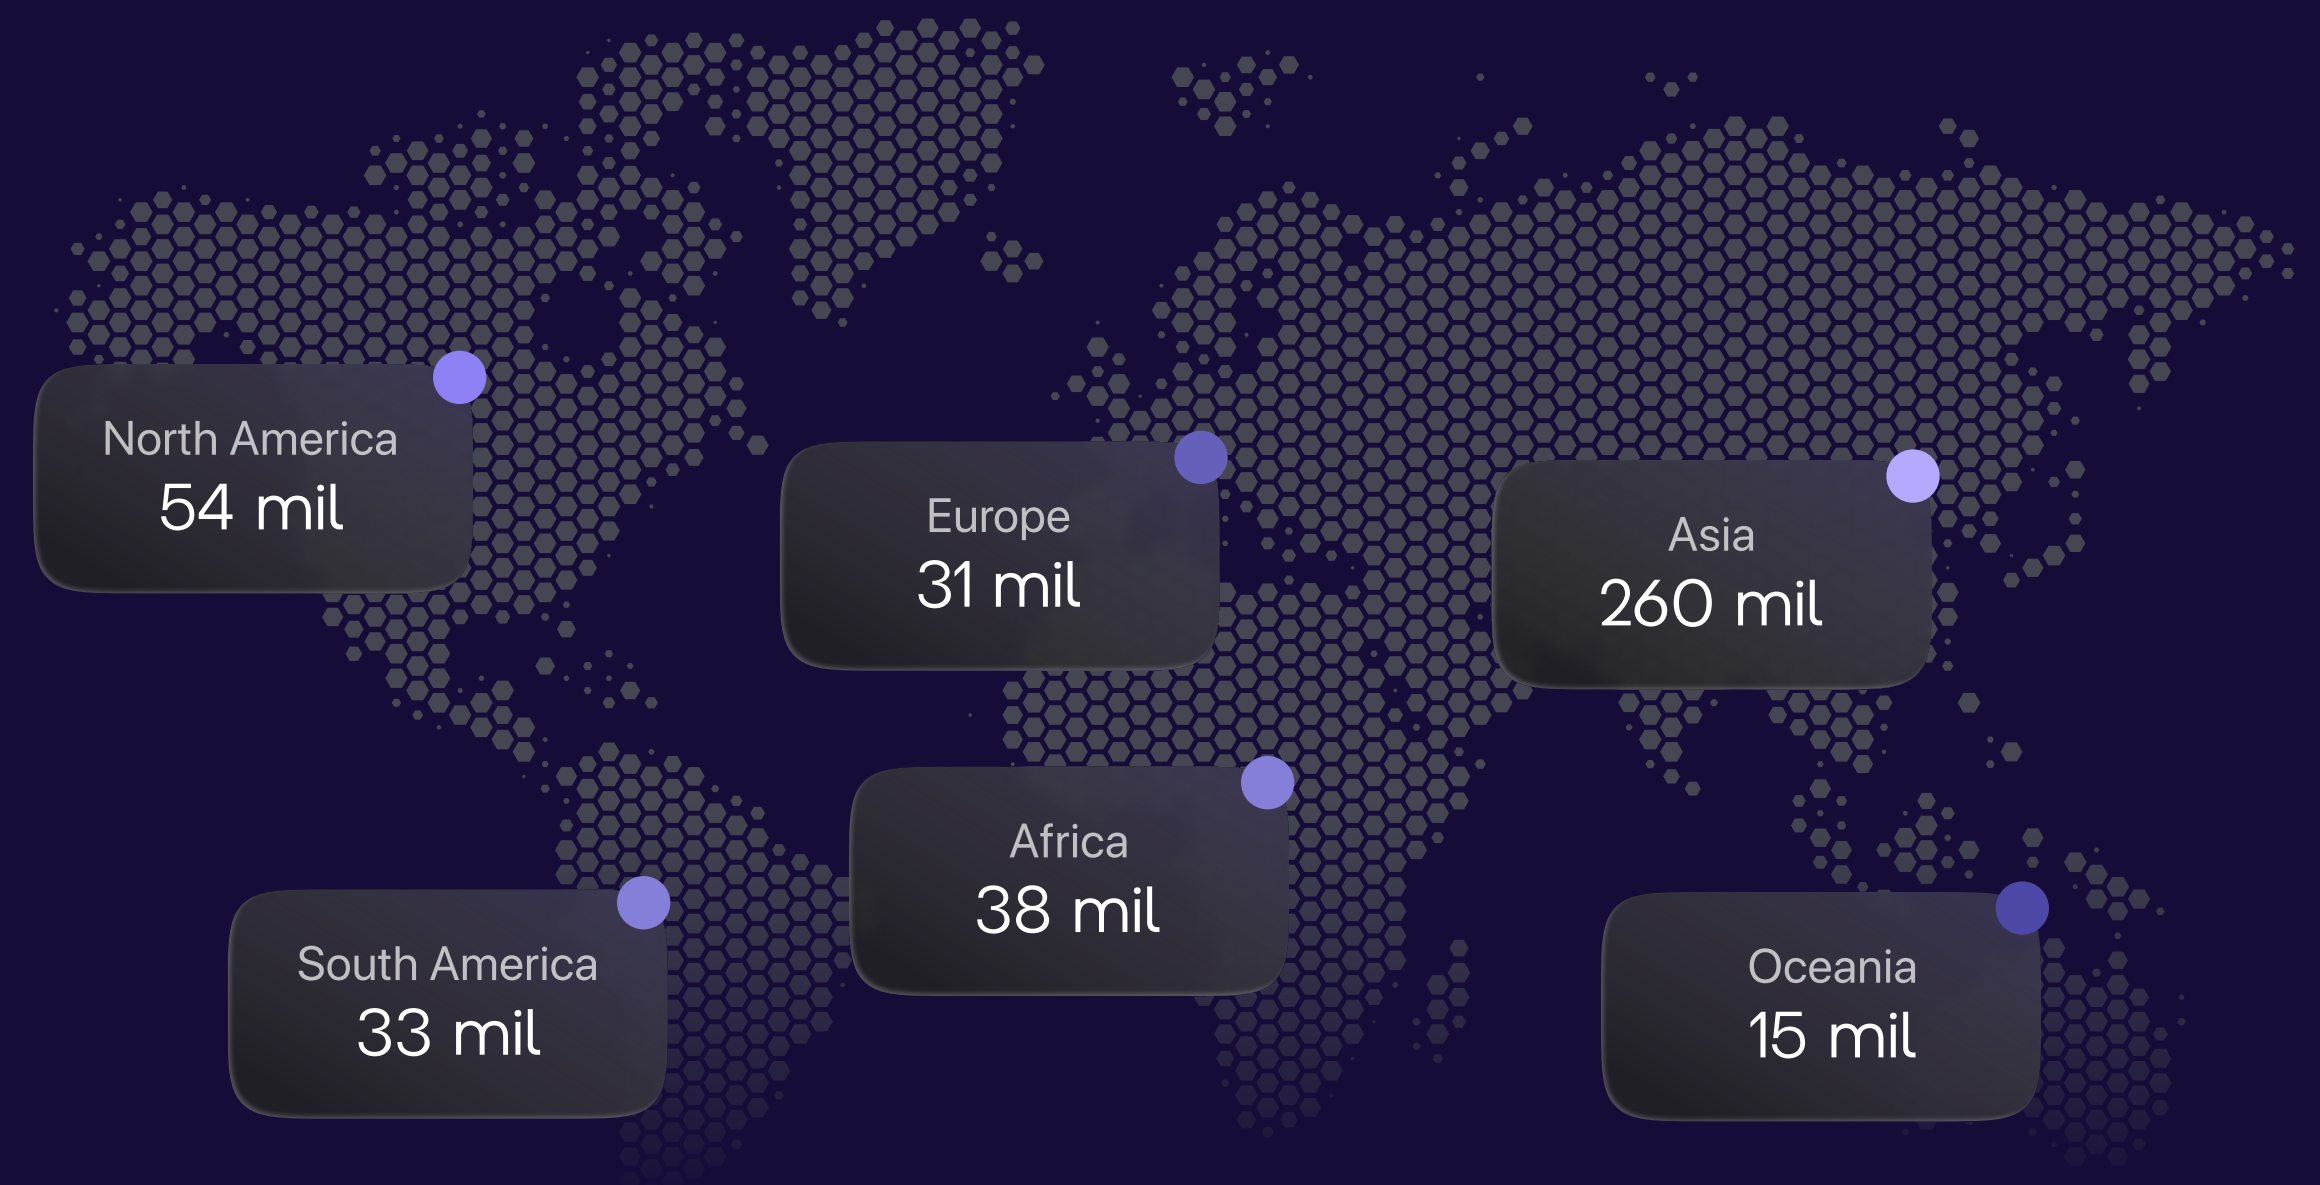 North America
54 mil
Europe
31 mil
Asia
260 mil
Africa
38 mil
South America
33 mil
Oceania
15 mil